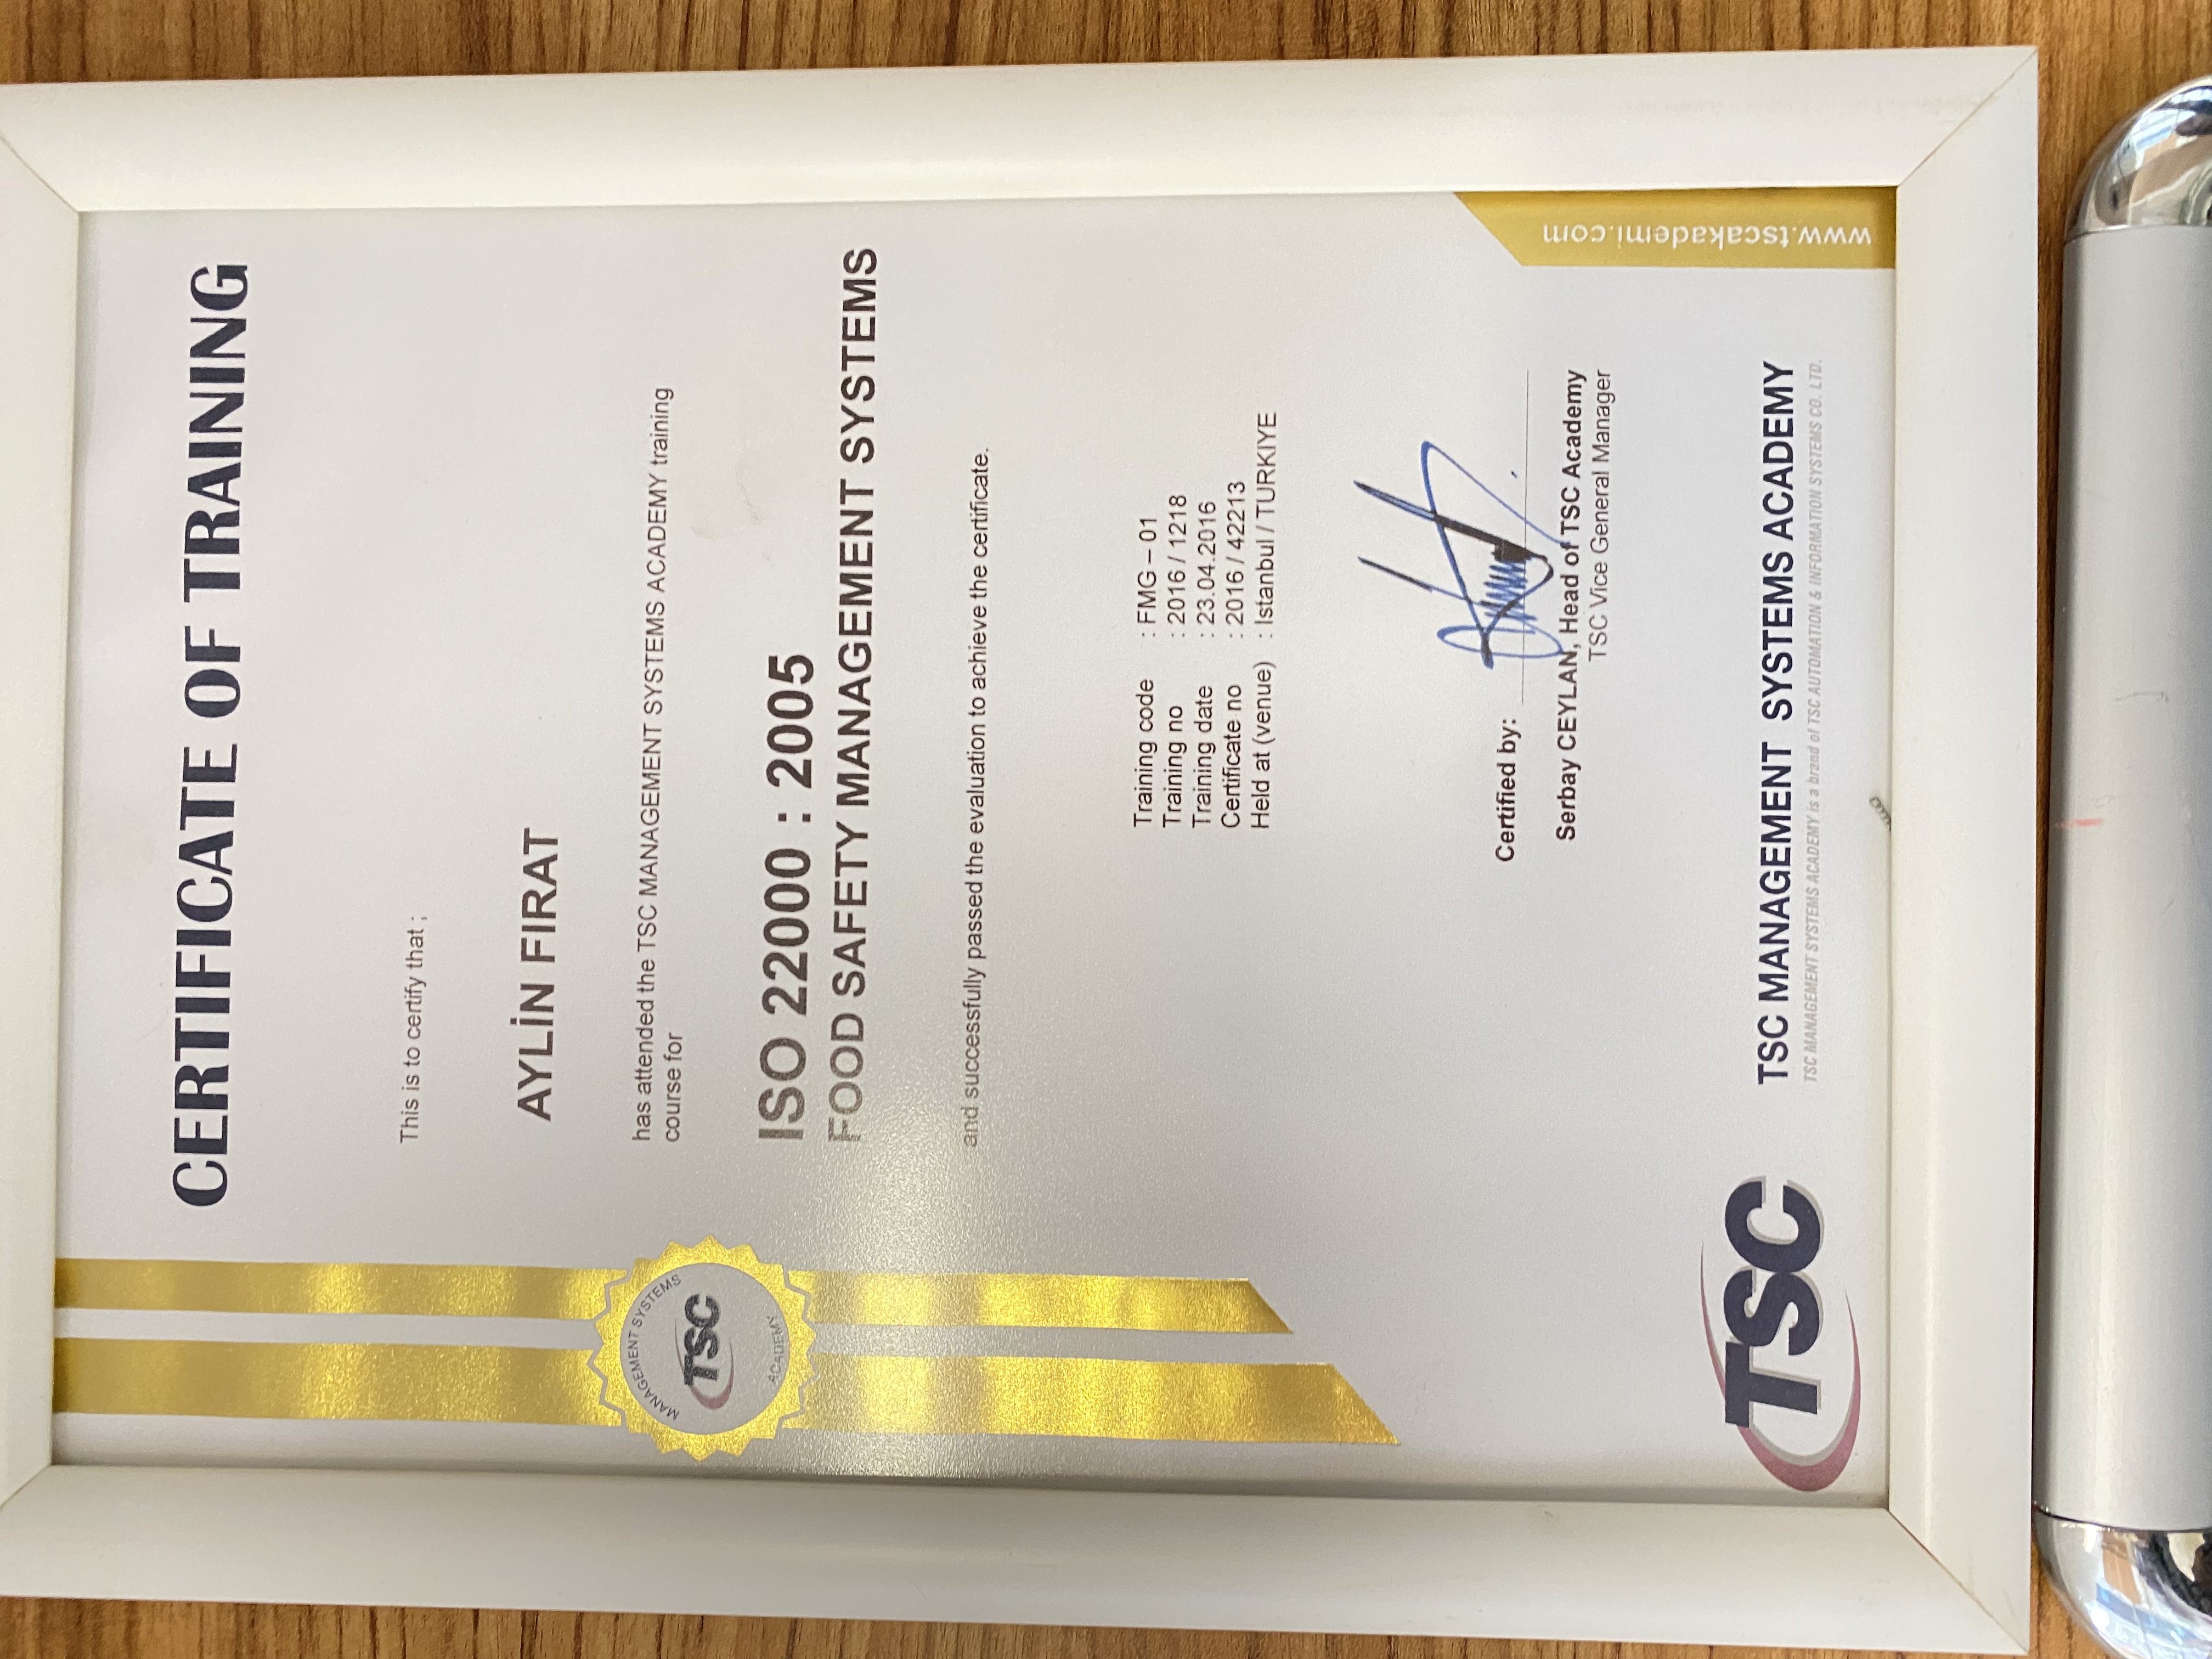 CERTIFICATE OF TRAINING
This is to certify that ;
AYLİN FIRAT
has attended the TSC MANAGEMENT SYSTEMS ACADEMY training
course for
ISO 22000 : 2005
FOOD SAFETY MANAGEMENT SYSTEMS
and successfully passed the evaluation to achieve the certificate.
MANAGEMENT SYSTEMS
TSC
ACADEMY
Training code : FMG – 01
Training no : 2016 / 1218
Training date : 23.04.2016
Certificate no : 2016 / 42213
Held at (venue) : Istanbul / TURKIYE
Certified by:
Serbay CEYLAN, Head of TSC Academy
TSC Vice General Manager
TSC
TSC MANAGEMENT SYSTEMS ACADEMY
TSC MANAGEMENT SYSTEMS ACADEMY is a brand of TSC AUTOMATION & INFORMATION SYSTEMS CO. LTD.
www.tscakademi.com